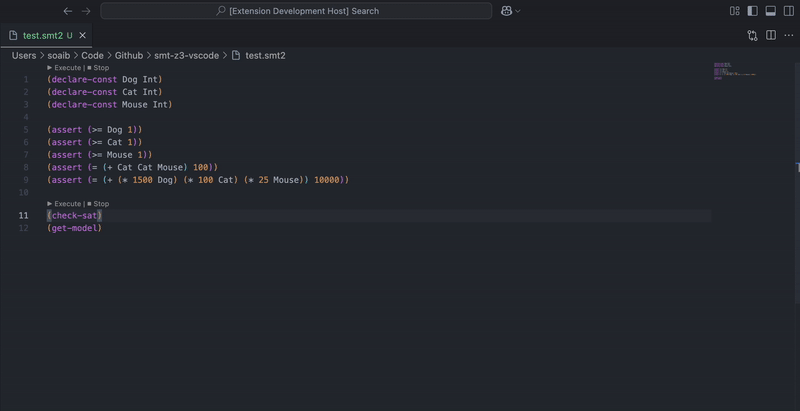 [Extension Development Host] Search
test.smt2 U
Users > soaib > Code > Github > smt-z3-vscode > test.smt2
Execute | Stop
1 (declare-const Dog Int)
2 (declare-const Cat Int)
3 (declare-const Mouse Int)
4
5 (assert (>= Dog 1))
6 (assert (>= Cat 1))
7 (assert (>= Mouse 1))
8 (assert (= (+ Cat Cat Mouse) 100))
9 (assert (= (+ (* 1500 Dog) (* 100 Cat) (* 25 Mouse)) 10000))
10
Execute | Stop
11 (check-sat)
12 (get-model)